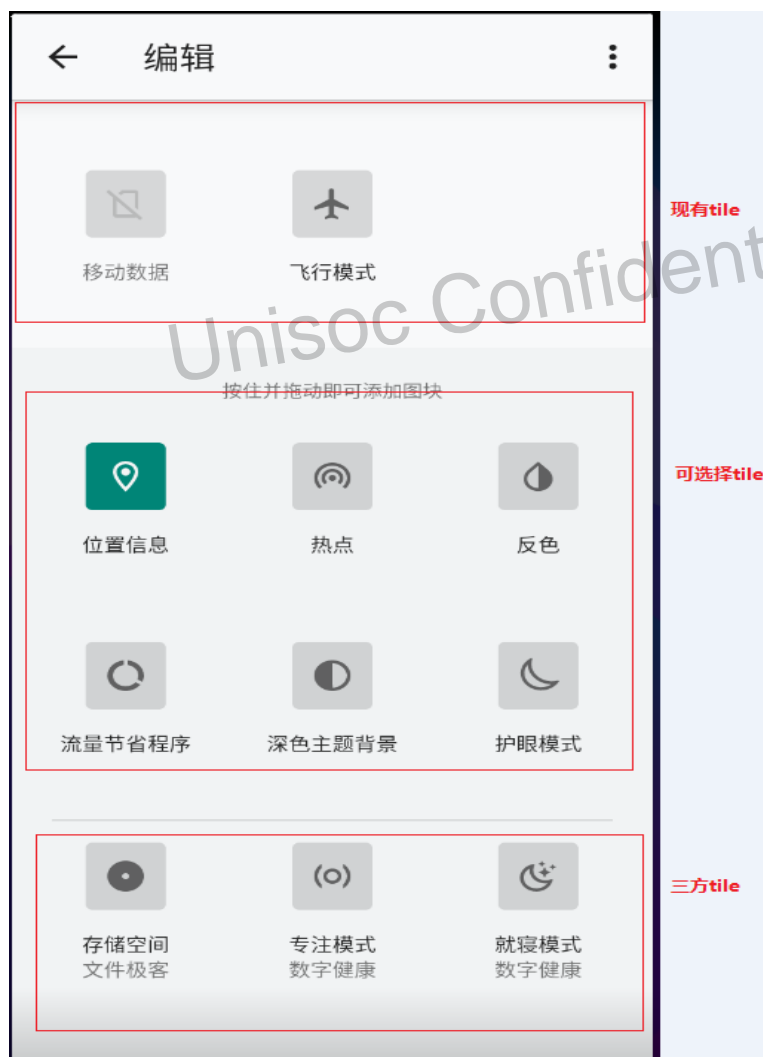 编辑
现有tile
移动数据
飞行模式
Unisoc Confident
按住并拖动即可添加图块
可选择tile
位置信息
热点
反色
流量节省程序
深色主题背景
护眼模式
三方tile
存储空间
专注模式
就寝模式
文件极客
数字健康
数字健康